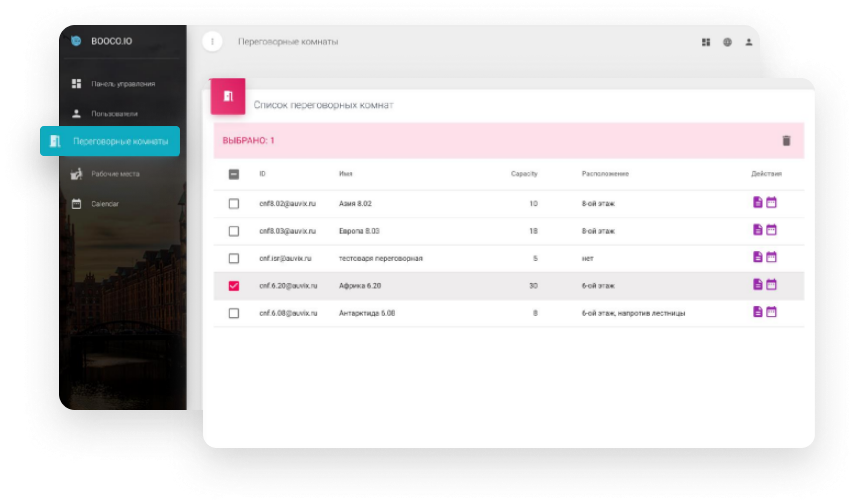 BOOCO.IO
Переговорные комнаты
Панель управления
Пользователи
Переговорные комнаты
Рабочие места
Calendar
Список переговорных комнат
ВЫБРАНО: 1
ID Имя Capacity Расположение Действия
cnf8.02@auvix.ru Азия 8.02 10 8-ой этаж
cnf8.03@auvix.ru Европа 8.03 18 8-ой этаж
cnf.isr@auvix.ru тестоваря переговорная 5 нет
cnf.6.20@auvix.ru Африка 6.20 30 6-ой этаж
cnf.6.08@auvix.ru Антарктида 6.08 8 6-ой этаж, напротив лестницы